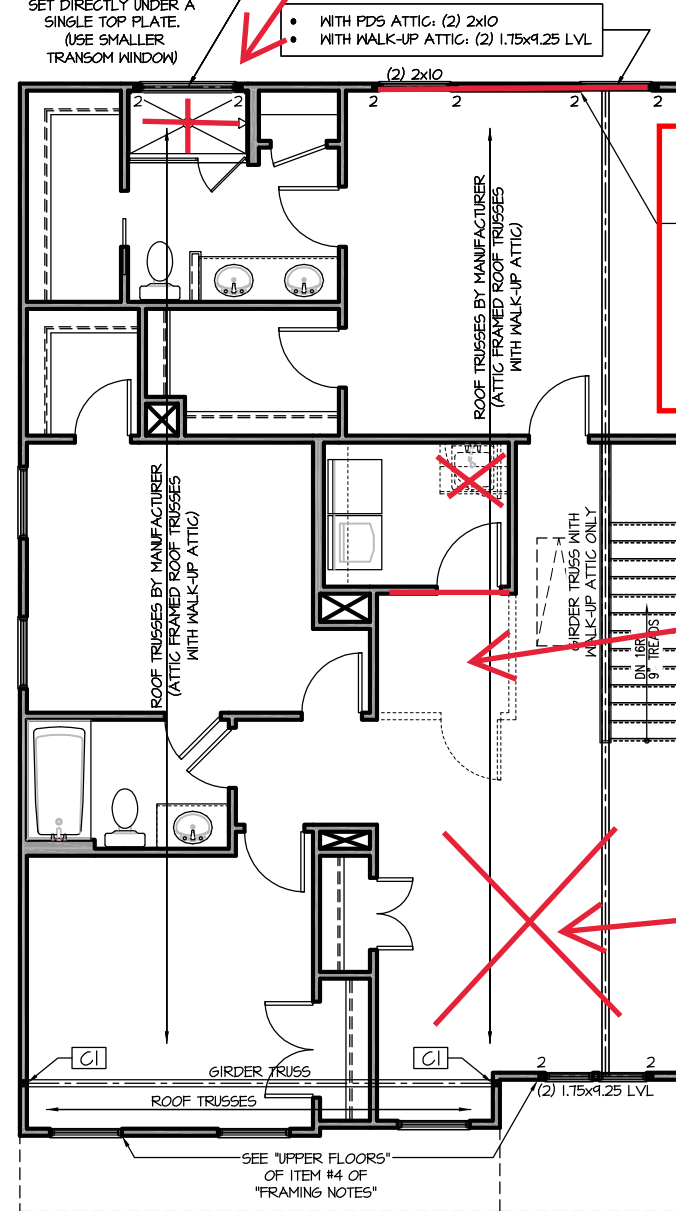 SET DIRECTLY UNDER A
SINGLE TOP PLATE.
(USE SMALLER
TRANSOM WINDOW)
• WITH PDS ATTIC: (2) 2x10
• WITH WALK-UP ATTIC: (2) 1.75x9.25 LVL
(2) 2x10
2 2 2 2 2 2
ROOF TRUSSES BY MANUFACTURER
(ATTIC FRAMED ROOF TRUSSES
WITH WALK-UP ATTIC)
ROOF TRUSSES BY MANUFACTURER
(ATTIC FRAMED ROOF TRUSSES
WITH WALK-UP ATTIC)
GIRDER TRUSS WITH
WALK-UP ATTIC ONLY
DN 16R
9" TREADS
C1
C1
GIRDER TRUSS
ROOF TRUSSES
2 2
(2) 1.75x9.25 LVL
SEE "UPPER FLOORS"
OF ITEM #4 OF
"FRAMING NOTES"